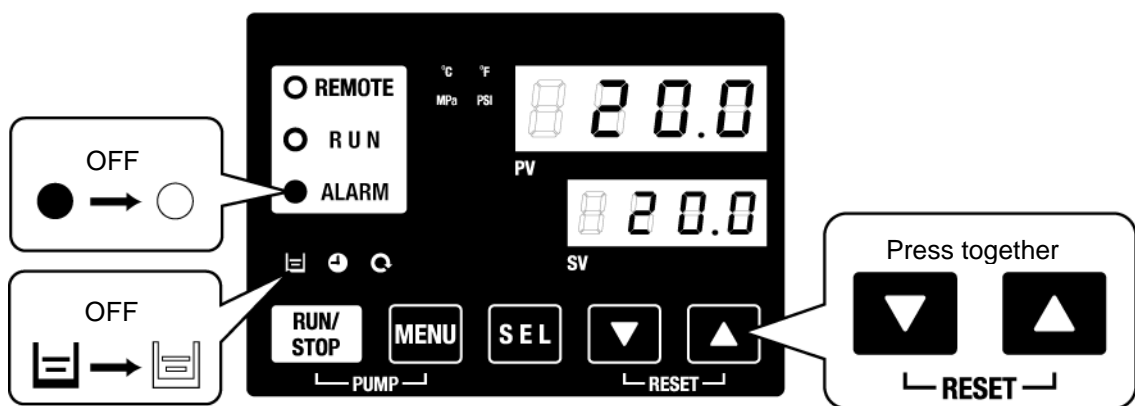 REMOTE
RUN
ALARM
°C °F
MPa PSI
20.0
PV
20.0
SV
OFF
OFF
RUN/
STOP
MENU
SEL
PUMP
RESET
Press together
RESET